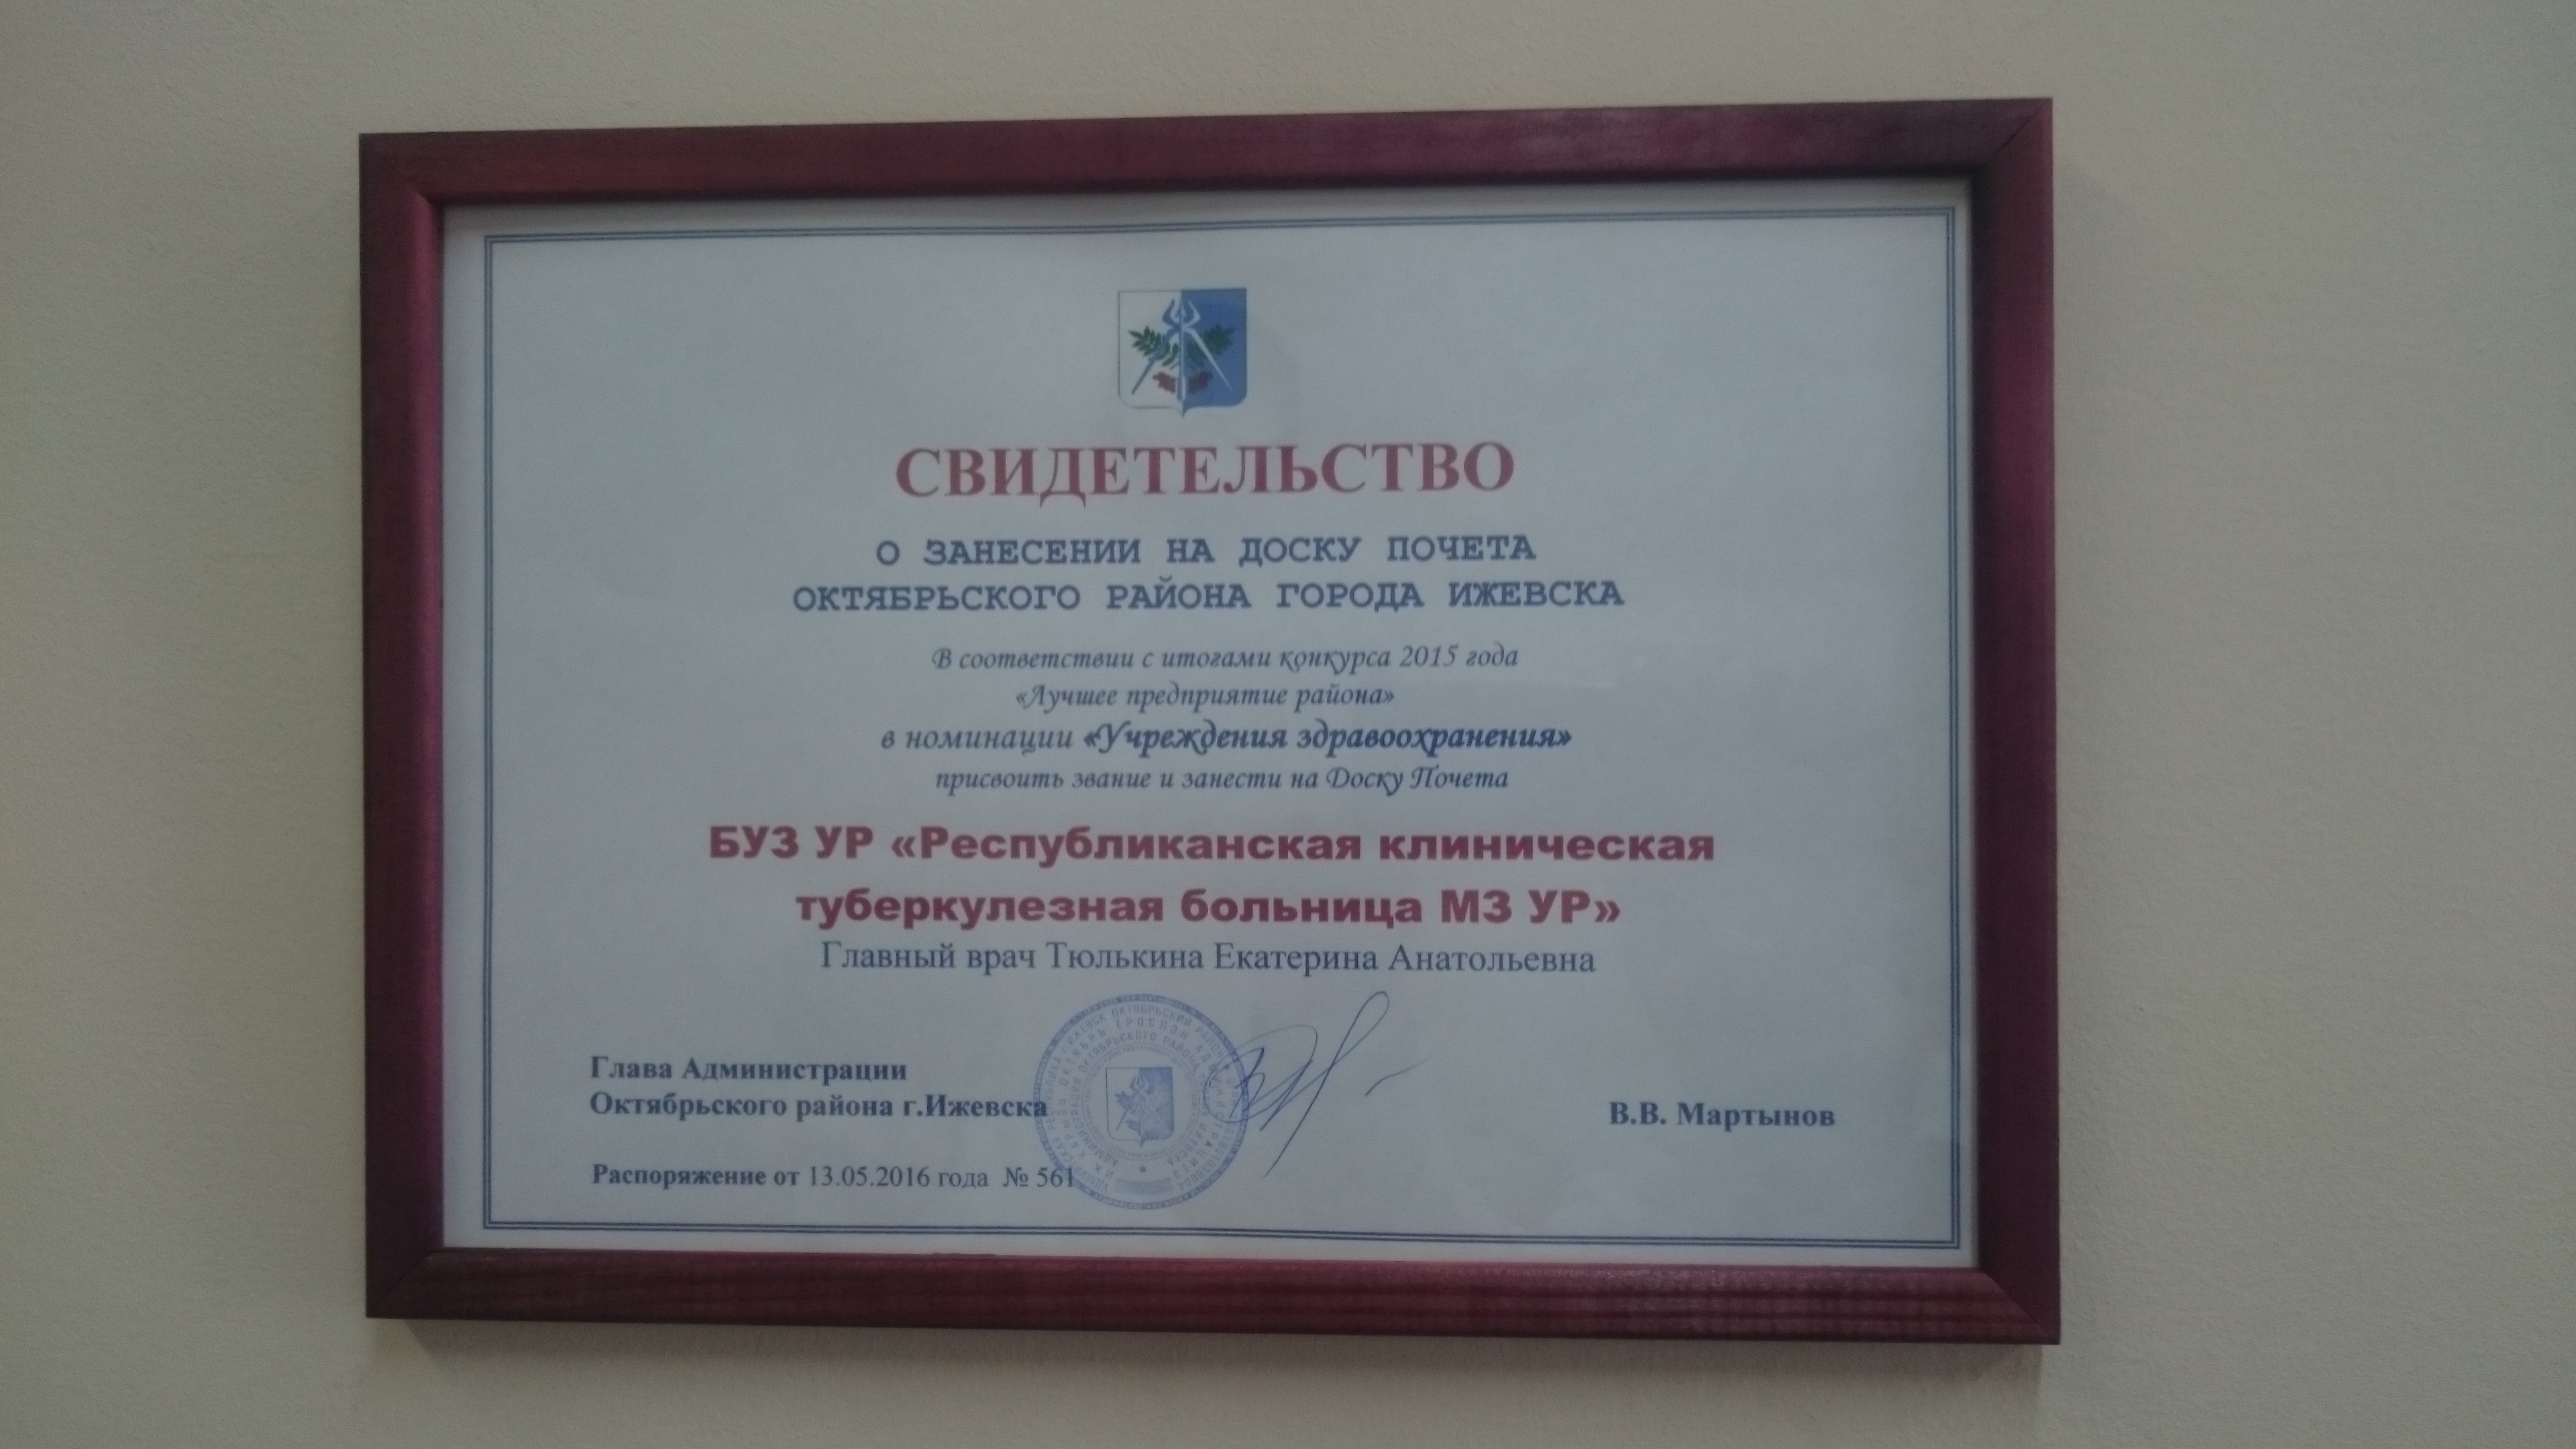 СВИДЕТЕЛЬСТВО
О ЗАНЕСЕНИИ НА ДОСКУ ПОЧЕТА
ОКТЯБРЬСКОГО РАЙОНА ГОРОДА ИЖЕВСКА
В соответствии с итогами конкурса 2015 года
«Лучшее предприятие района»
в номинации «Учреждения здравоохранения»
присвоить звание и занести на Доску Почета
БУЗ УР «Республиканская клиническая
туберкулезная больница МЗ УР»
Главный врач Тюлькина Екатерина Анатольевна
Глава Администрации
Октябрьского района г.Ижевска
В.В. Мартынов
Распоряжение от 13.05.2016 года № 561